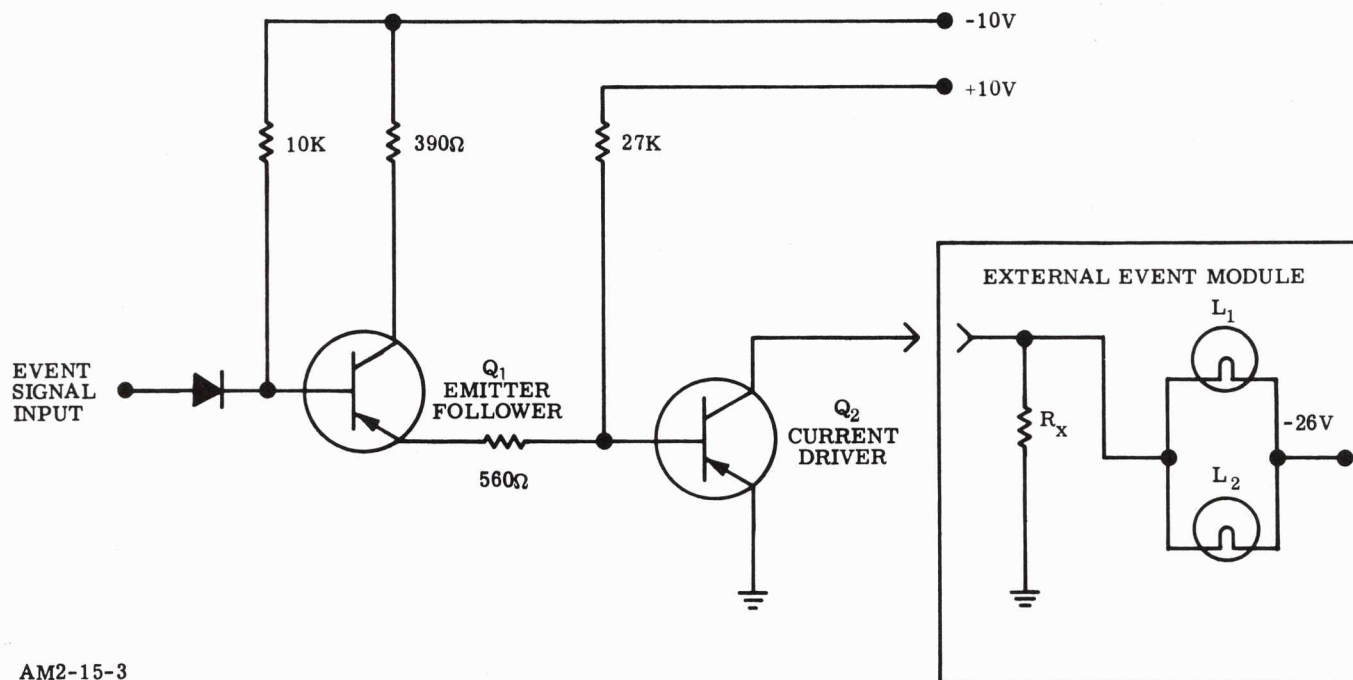 -10V
+10V
10K
390Ω
27K
EXTERNAL EVENT MODULE
L1
EVENT
SIGNAL
INPUT
Q1
EMITTER
FOLLOWER
Q2
CURRENT
DRIVER
Rx
-26V
560Ω
L2
AM2-15-3